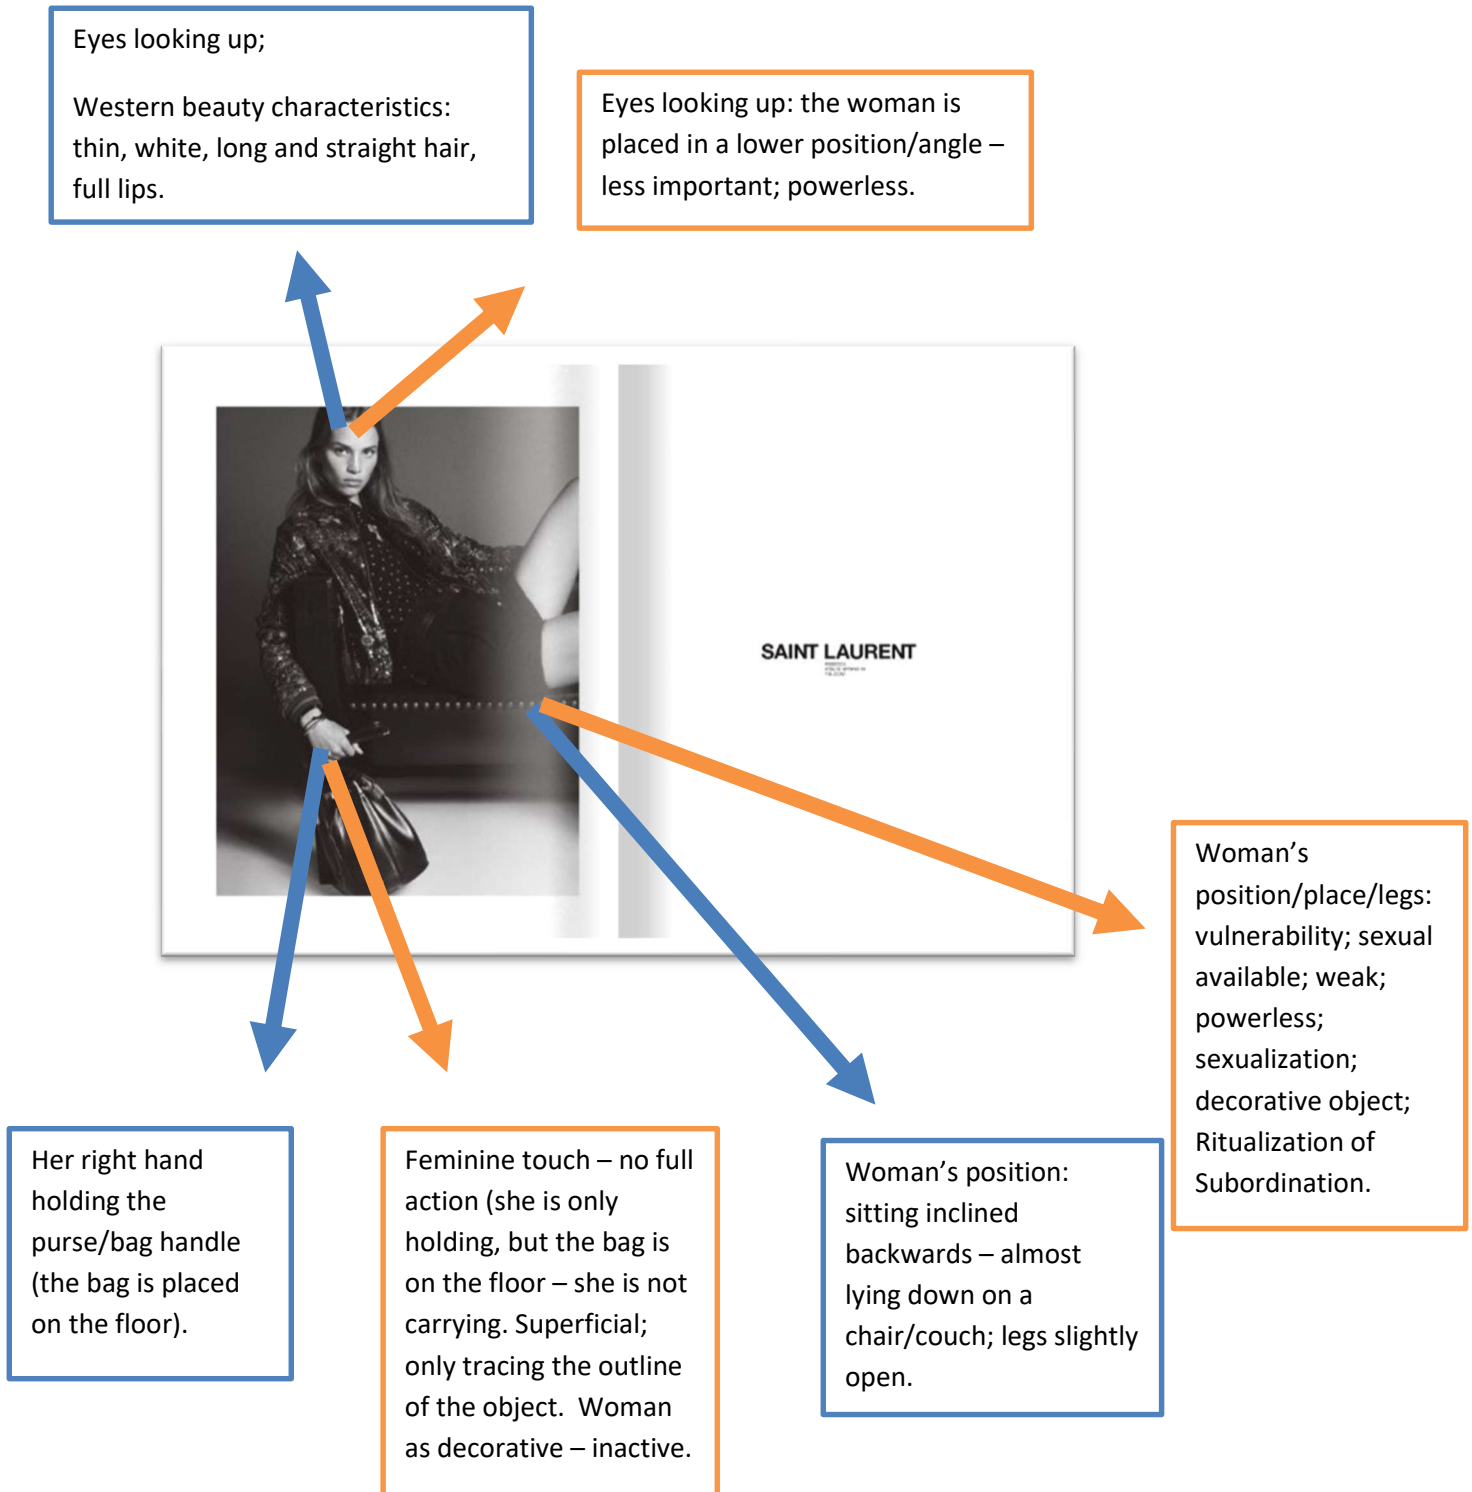 Eyes looking up;
Western beauty characteristics:
thin, white, long and straight hair,
full lips.
Eyes looking up: the woman is
placed in a lower position/angle –
less important; powerless.
SAINT LAURENT
Woman’s
position/place/legs:
vulnerability; sexual
available; weak;
powerless;
sexualization;
decorative object;
Ritualization of
Subordination.
Her right hand
holding the
purse/bag handle
(the bag is placed
on the floor).
Feminine touch – no full
action (she is only
holding, but the bag is
on the floor – she is not
carrying. Superficial;
only tracing the outline
of the object.  Woman
as decorative – inactive.
Woman’s position:
sitting inclined
backwards – almost
lying down on a
chair/couch; legs slightly
open.